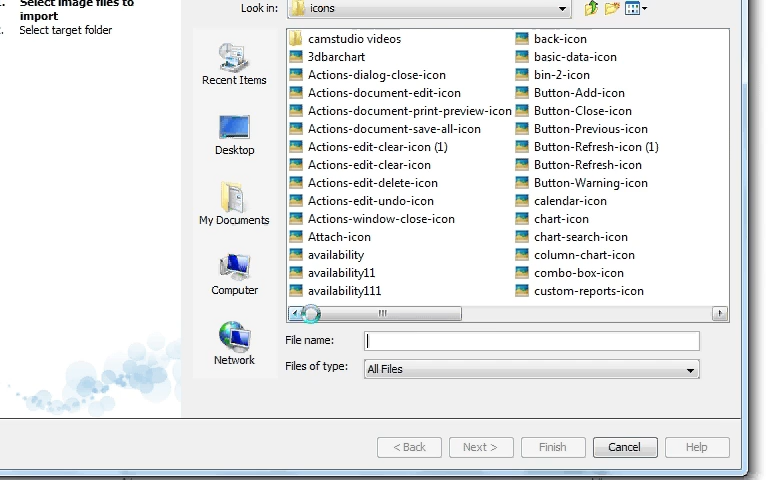 1. Select image files to
import
2. Select target folder
Look in: icons
Recent Items
Desktop
My Documents
Computer
Network
camstudio videos
3dbarchart
Actions-dialog-close-icon
Actions-document-edit-icon
Actions-document-print-preview-icon
Actions-document-save-all-icon
Actions-edit-clear-icon (1)
Actions-edit-clear-icon
Actions-edit-delete-icon
Actions-edit-undo-icon
Actions-window-close-icon
Attach-icon
availability
availability11
availability111
back-icon
basic-data-icon
bin-2-icon
Button-Add-icon
Button-Close-icon
Button-Previous-icon
Button-Refresh-icon (1)
Button-Refresh-icon
Button-Warning-icon
calendar-icon
chart-icon
chart-search-icon
column-chart-icon
combo-box-icon
custom-reports-icon
File name:
Files of type: All Files
< Back Next > Finish Cancel Help